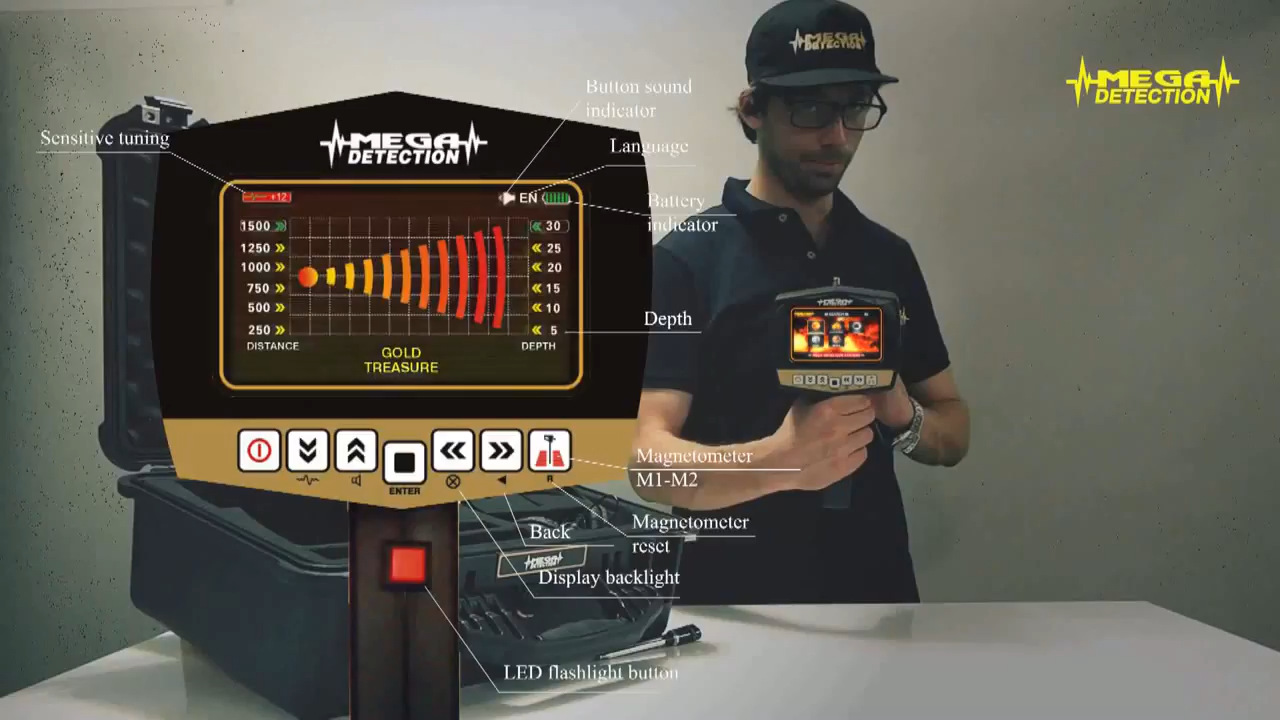 MEGA
DETECTION
MEGA
DETECTION
Button sound
indicator
Sensitive tuning
Language
MEGA
DETECTION
+12
EN
Battery
indicator
1500
1250
1000
750
500
250
DISTANCE
30
25
20
15
10
5
DEPTH
GOLD
TREASURE
Depth
ENTER
R
Magnetometer
M1-M2
Magnetometer
reset
Back
Display backlight
LED flashlight button